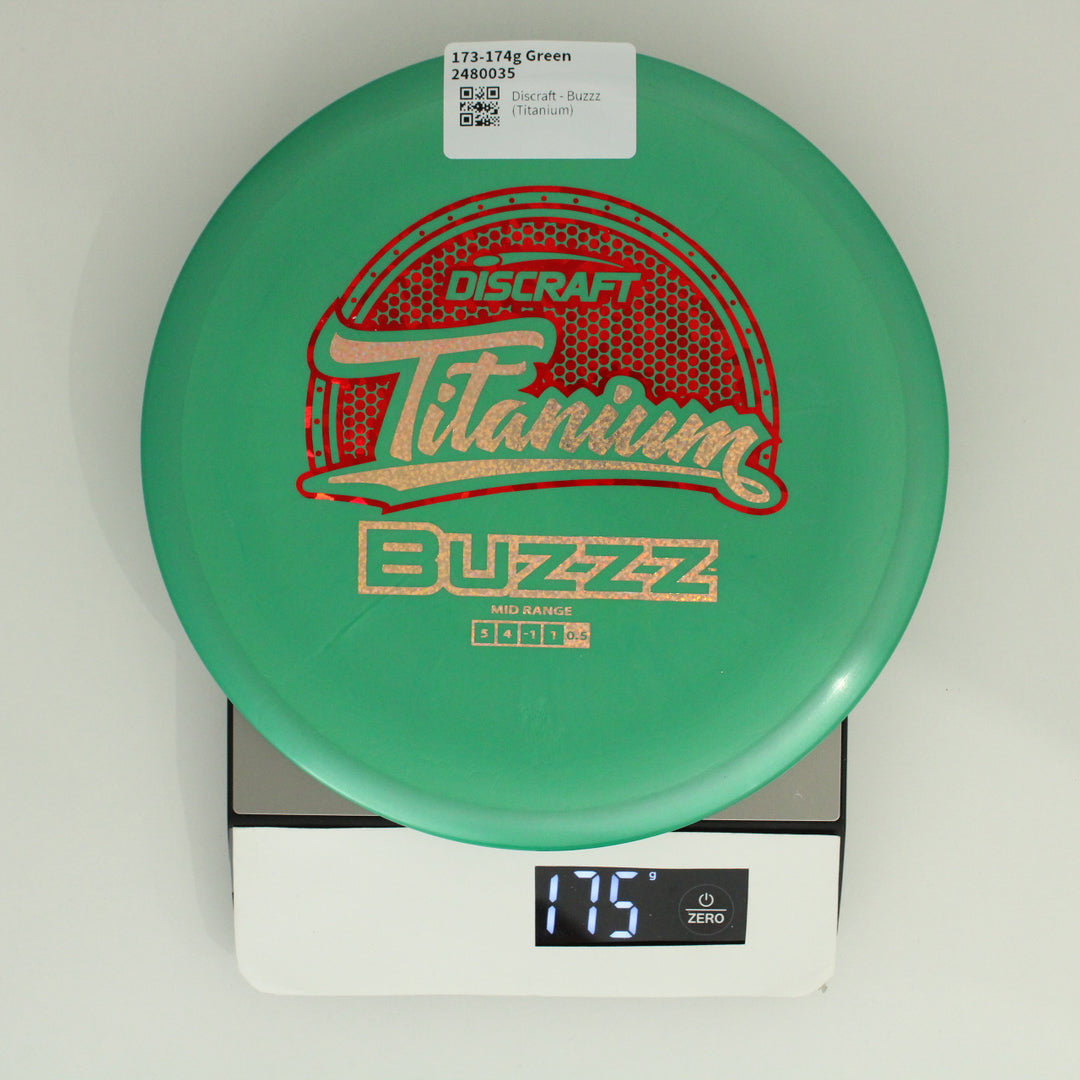 173-174g Green
2480035
Discraft - Buzzz
(Titanium)
DISCRAFT
Titanium
BUZZZ
MID RANGE
5 4 -1 1 0.5
175 g
ZERO